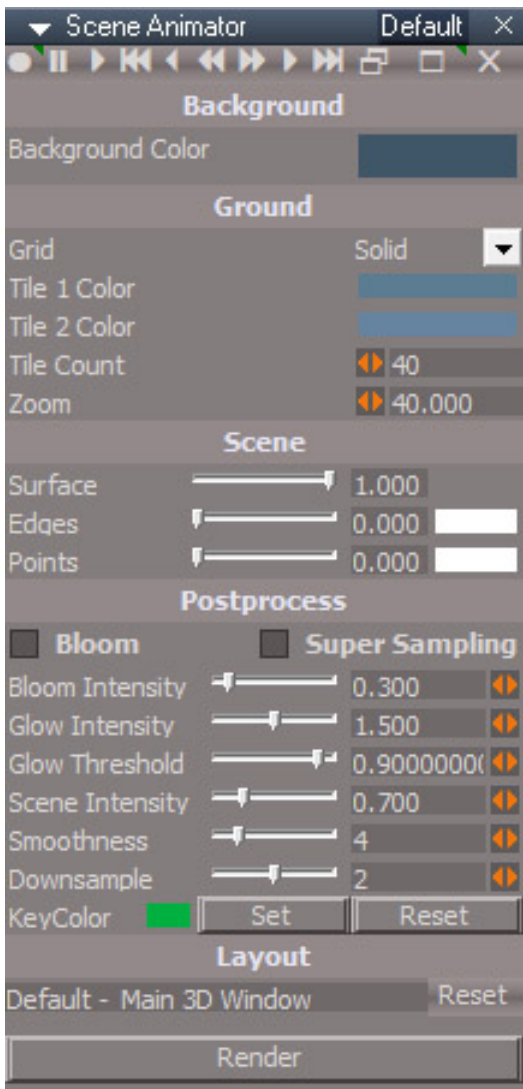 Scene Animator Default
Background
Background Color
Ground
Grid Solid
Tile 1 Color
Tile 2 Color
Tile Count 40
Zoom 40.000
Scene
Surface 1.000
Edges 0.000
Points 0.000
Postprocess
Bloom Super Sampling
Bloom Intensity 0.300
Glow Intensity 1.500
Glow Threshold 0.9000000(
Scene Intensity 0.700
Smoothness 4
Downsample 2
KeyColor Set Reset
Layout
Default - Main 3D Window Reset
Render